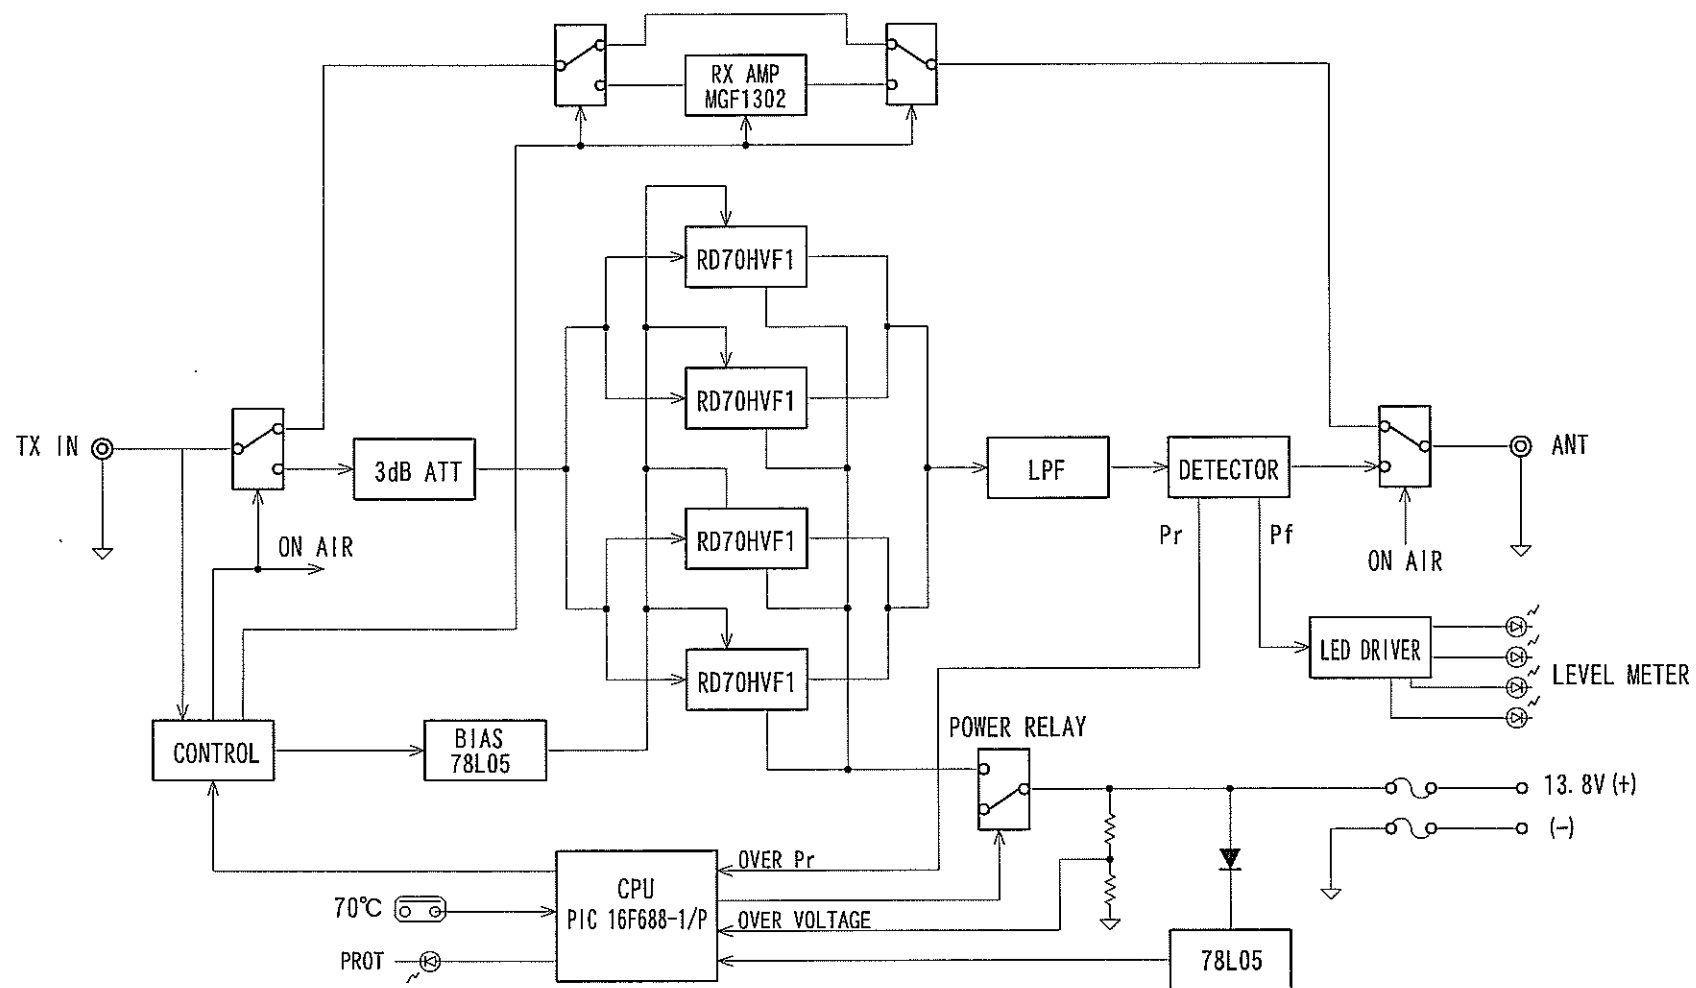 RX AMP
MGF1302
RD70HVF1
RD70HVF1
TX IN
3dB ATT
LPF
DETECTOR
ANT
Pr
Pf
RD70HVF1
ON AIR
ON AIR
LED DRIVER
LEVEL METER
RD70HVF1
CONTROL
BIAS
78L05
POWER RELAY
13.8V(+)
(-)
OVER Pr
CPU
PIC 16F688-1/P
70℃
OVER VOLTAGE
PROT
78L05